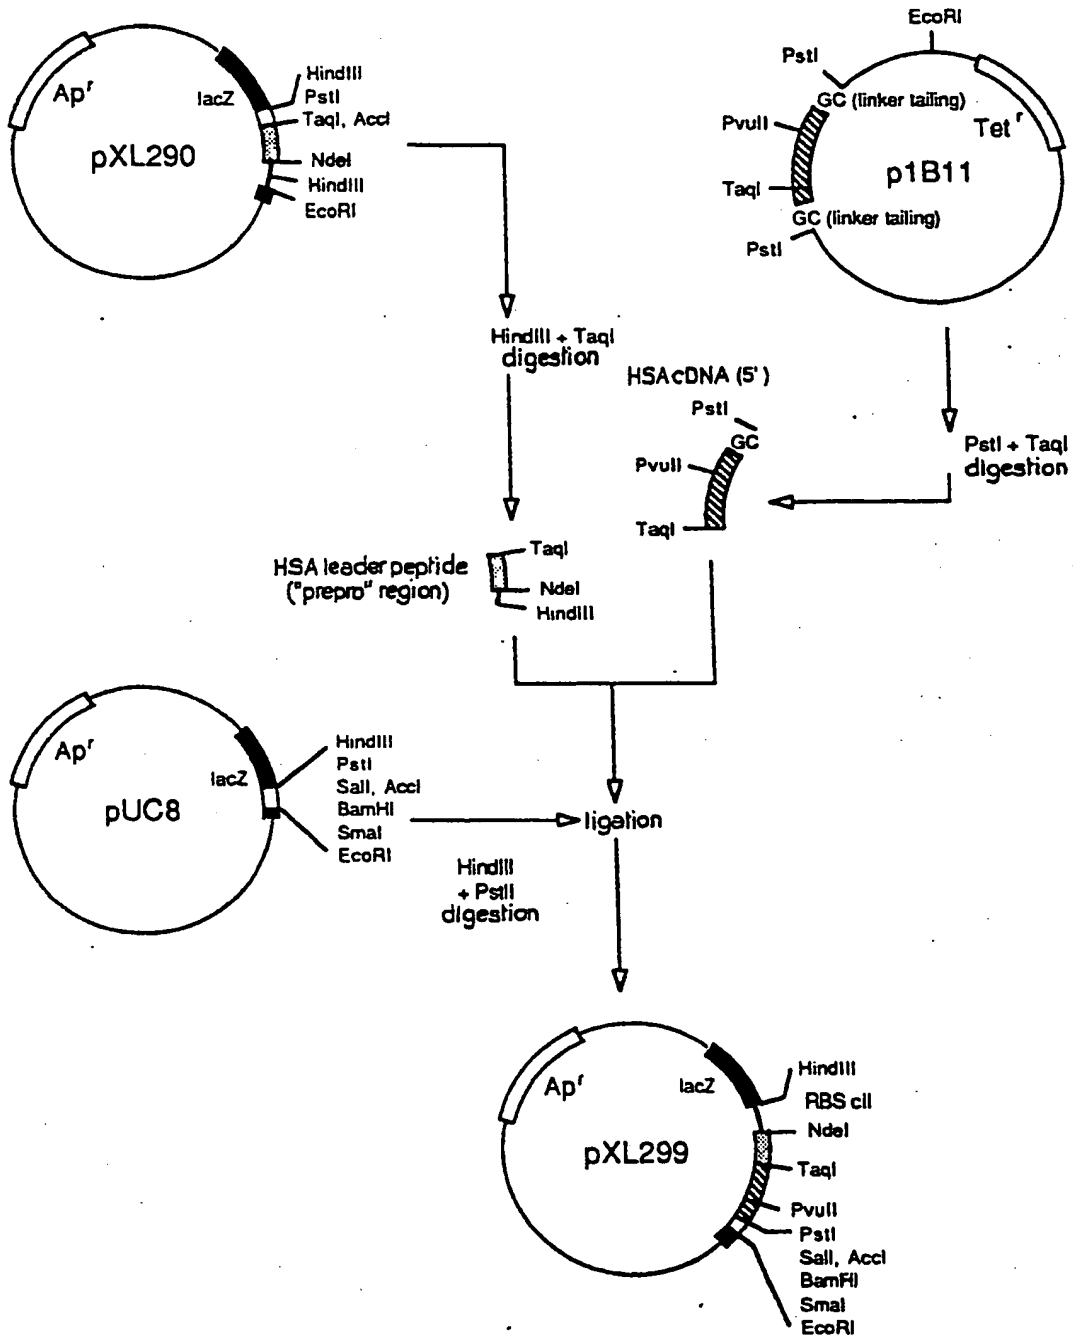 Ap^r
lacZ
HindIII
PstI
TaqI, AccI
pXL290
NdeI
HindIII
EcoRI
EcoRI
PstI
GC (linker tailing)
PvuII
Tet^r
p1B11
TaqI
GC (linker tailing)
PstI
HindIII + TaqI
digestion
HSAcDNA (5')
PstI
GC
PvuII
TaqI
PstI + TaqI
digestion
HSA leader peptide
("prepro" region)
TaqI
NdeI
HindIII
Ap^r
lacZ
pUC8
HindIII
PstI
SalI, AccI
BamHI
SmaI
EcoRI
HindIII
+ PstII
digestion
ligation
Ap^r
lacZ
pXL299
HindIII
RBS cII
NdeI
TaqI
PvuII
PstI
SalI, AccI
BamHI
SmaI
EcoRI